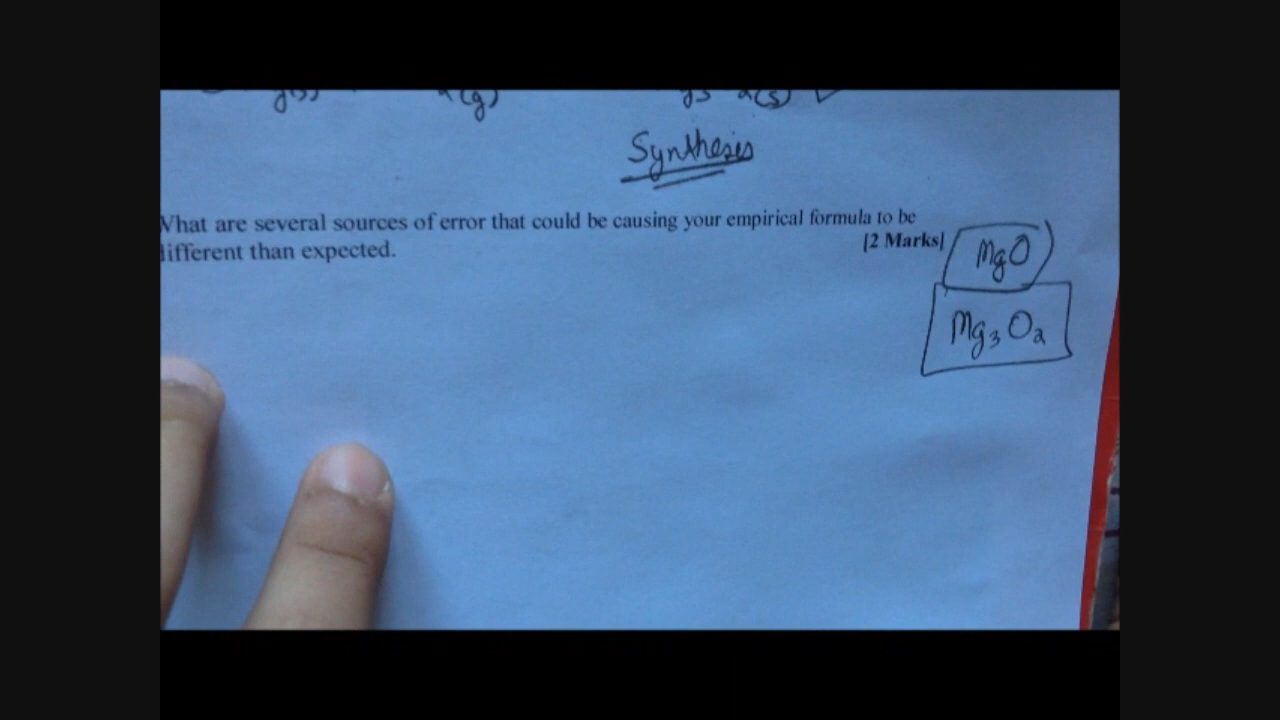 Synthesis
What are several sources of error that could be causing your empirical formula to be
different than expected.
[2 Marks]
MgO
Mg₃O₂